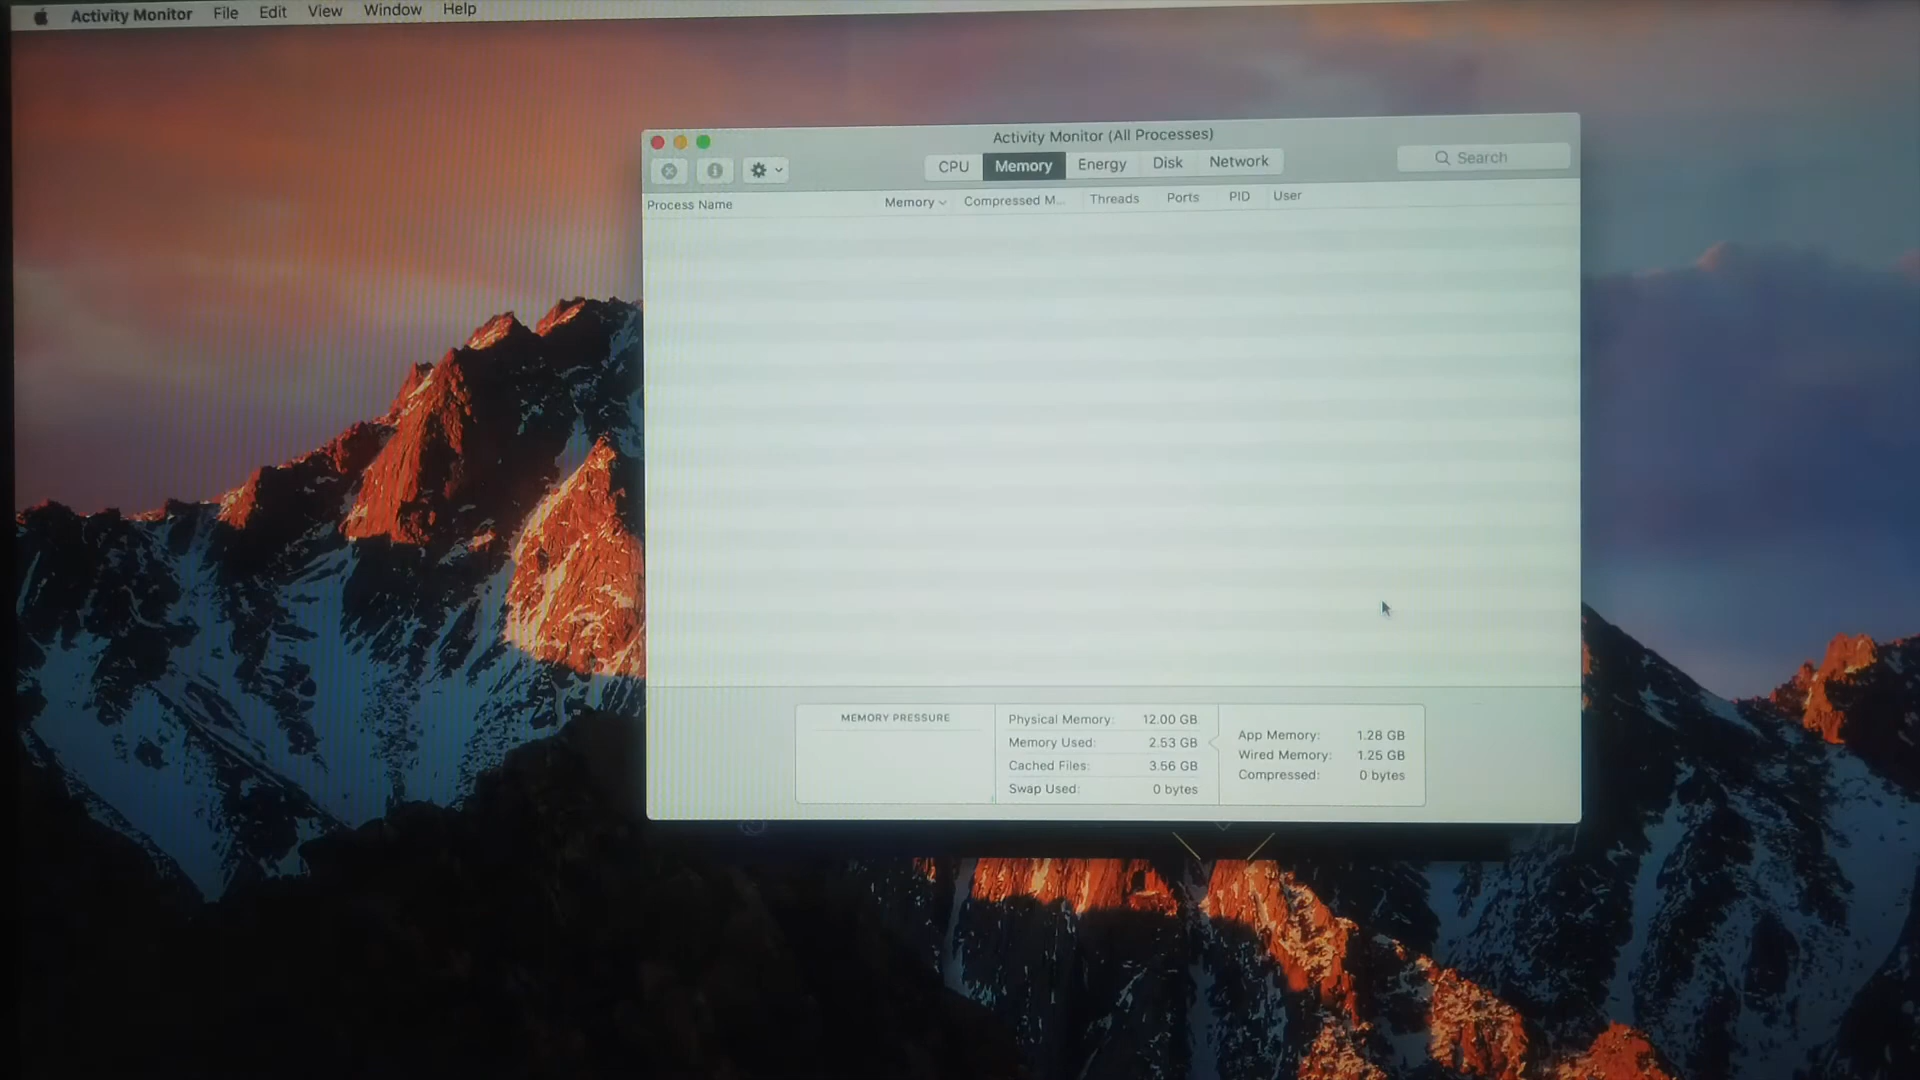 Activity Monitor File Edit View Window Help
Activity Monitor (All Processes)
CPU Memory Energy Disk Network
Search
Process Name Memory Compressed M... Threads Ports PID User
MEMORY PRESSURE
Physical Memory: 12.00 GB
Memory Used: 2.53 GB
Cached Files: 3.56 GB
Swap Used: 0 bytes
App Memory: 1.28 GB
Wired Memory: 1.25 GB
Compressed: 0 bytes